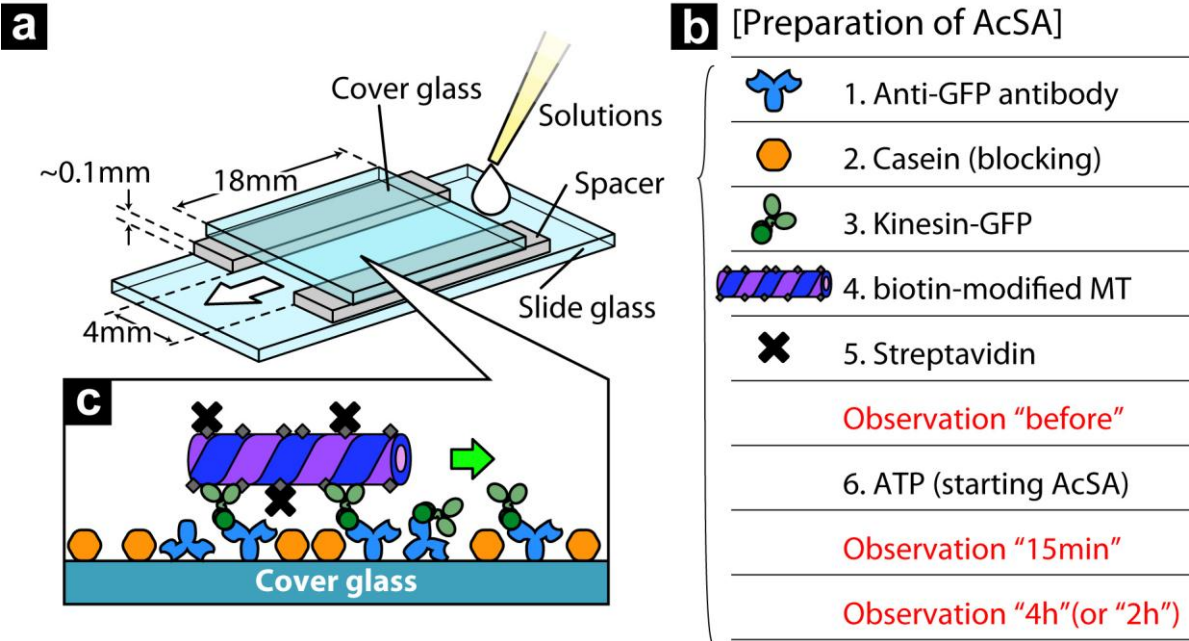 a
Cover glass
Solutions
~0.1mm
18mm
Spacer
Slide glass
4mm
b
[Preparation of AcSA]
1. Anti-GFP antibody
2. Casein (blocking)
3. Kinesin-GFP
4. biotin-modified MT
5. Streptavidin
Observation “before”
6. ATP (starting AcSA)
Observation “15min”
Observation “4h”(or “2h”)
c
Cover glass